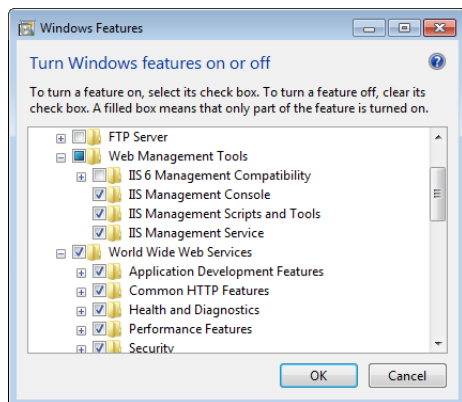 Windows Features
Turn Windows features on or off
To turn a feature on, select its check box. To turn a feature off, clear its
check box. A filled box means that only part of the feature is turned on.
FTP Server
Web Management Tools
IIS 6 Management Compatibility
IIS Management Console
IIS Management Scripts and Tools
IIS Management Service
World Wide Web Services
Application Development Features
Common HTTP Features
Health and Diagnostics
Performance Features
Security
OK Cancel